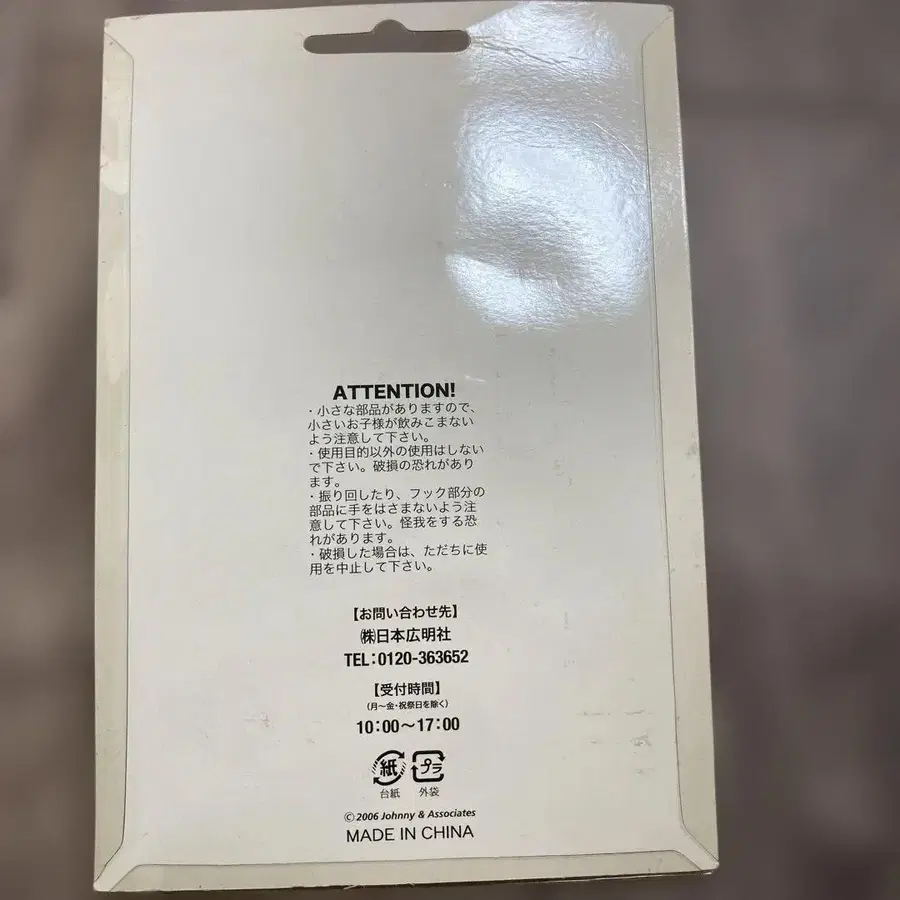 ATTENTION!
・小さな部品がありますので、
小さいお子様が飲みこまない
よう注意して下さい。
・使用目的以外の使用はしない
で下さい。破損の恐れがあり
ます。
・振り回したり、フック部分の
部品に手をはさまないよう注
意して下さい。怪我をする恐
れがあります。
・破損した場合は、ただちに使
用を中止して下さい。
【お問い合わせ先】
㈱日本広明社
TEL:0120-363652
【受付時間】
(月〜金・祝祭日を除く)
10:00〜17:00
紙 プラ
台紙 外袋
©2006 Johnny & Associates
MADE IN CHINA